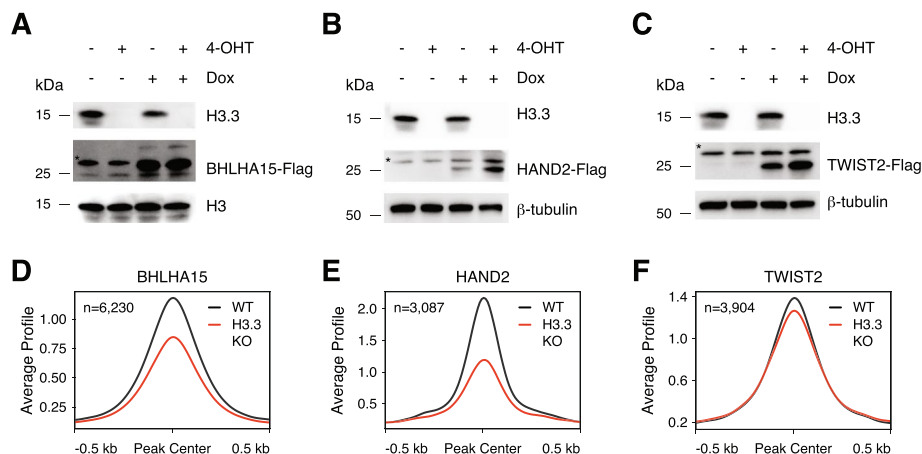 A
- + - + 4-OHT
- - + + Dox
kDa
15 — H3.3
* BHLHA15-Flag
25 —
15 — H3
B
- + - + 4-OHT
- - + + Dox
kDa
15 — H3.3
*
25 — HAND2-Flag
50 — β-tubulin
C
- + - + 4-OHT
- - + + Dox
kDa
15 — H3.3
*
25 — TWIST2-Flag
50 — β-tubulin
D
BHLHA15
n=6,230
WT
H3.3
KO
Average Profile
1.00
0.75
0.50
0.25
-0.5 kb Peak Center 0.5 kb
E
HAND2
n=3,087
WT
H3.3
KO
Average Profile
2.0
1.5
1.0
0.5
-0.5 kb Peak Center 0.5 kb
F
TWIST2
n=3,904
WT
H3.3
KO
Average Profile
1.4
1.0
0.6
0.2
-0.5 kb Peak Center 0.5 kb